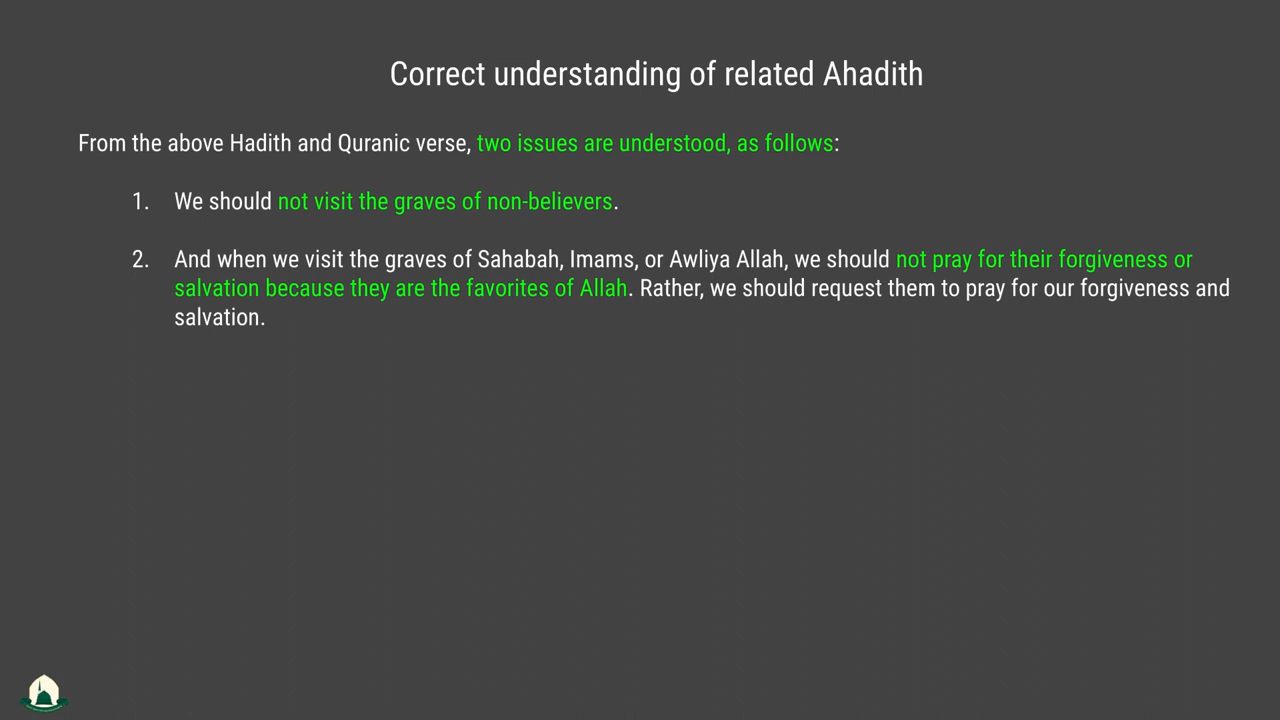 Correct understanding of related Ahadith
From the above Hadith and Quranic verse, two issues are understood, as follows:
1. We should not visit the graves of non-believers.
2. And when we visit the graves of Sahabah, Imams, or Awliya Allah, we should not pray for their forgiveness or
salvation because they are the favorites of Allah. Rather, we should request them to pray for our forgiveness and
salvation.